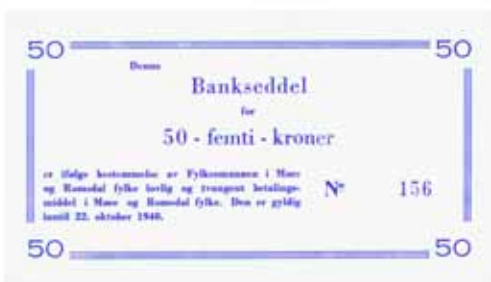 50 50
Denne
Bankseddel
for
50 - femti - kroner
er ifølge bestemmelse av Fylkesmannen i Møre
og Romsdal fylke lovlig og tvungent betalings-
middel i Møre og Romsdal fylke. Den er gyldig
inntil 22. oktober 1940.
Nº 156
50 50